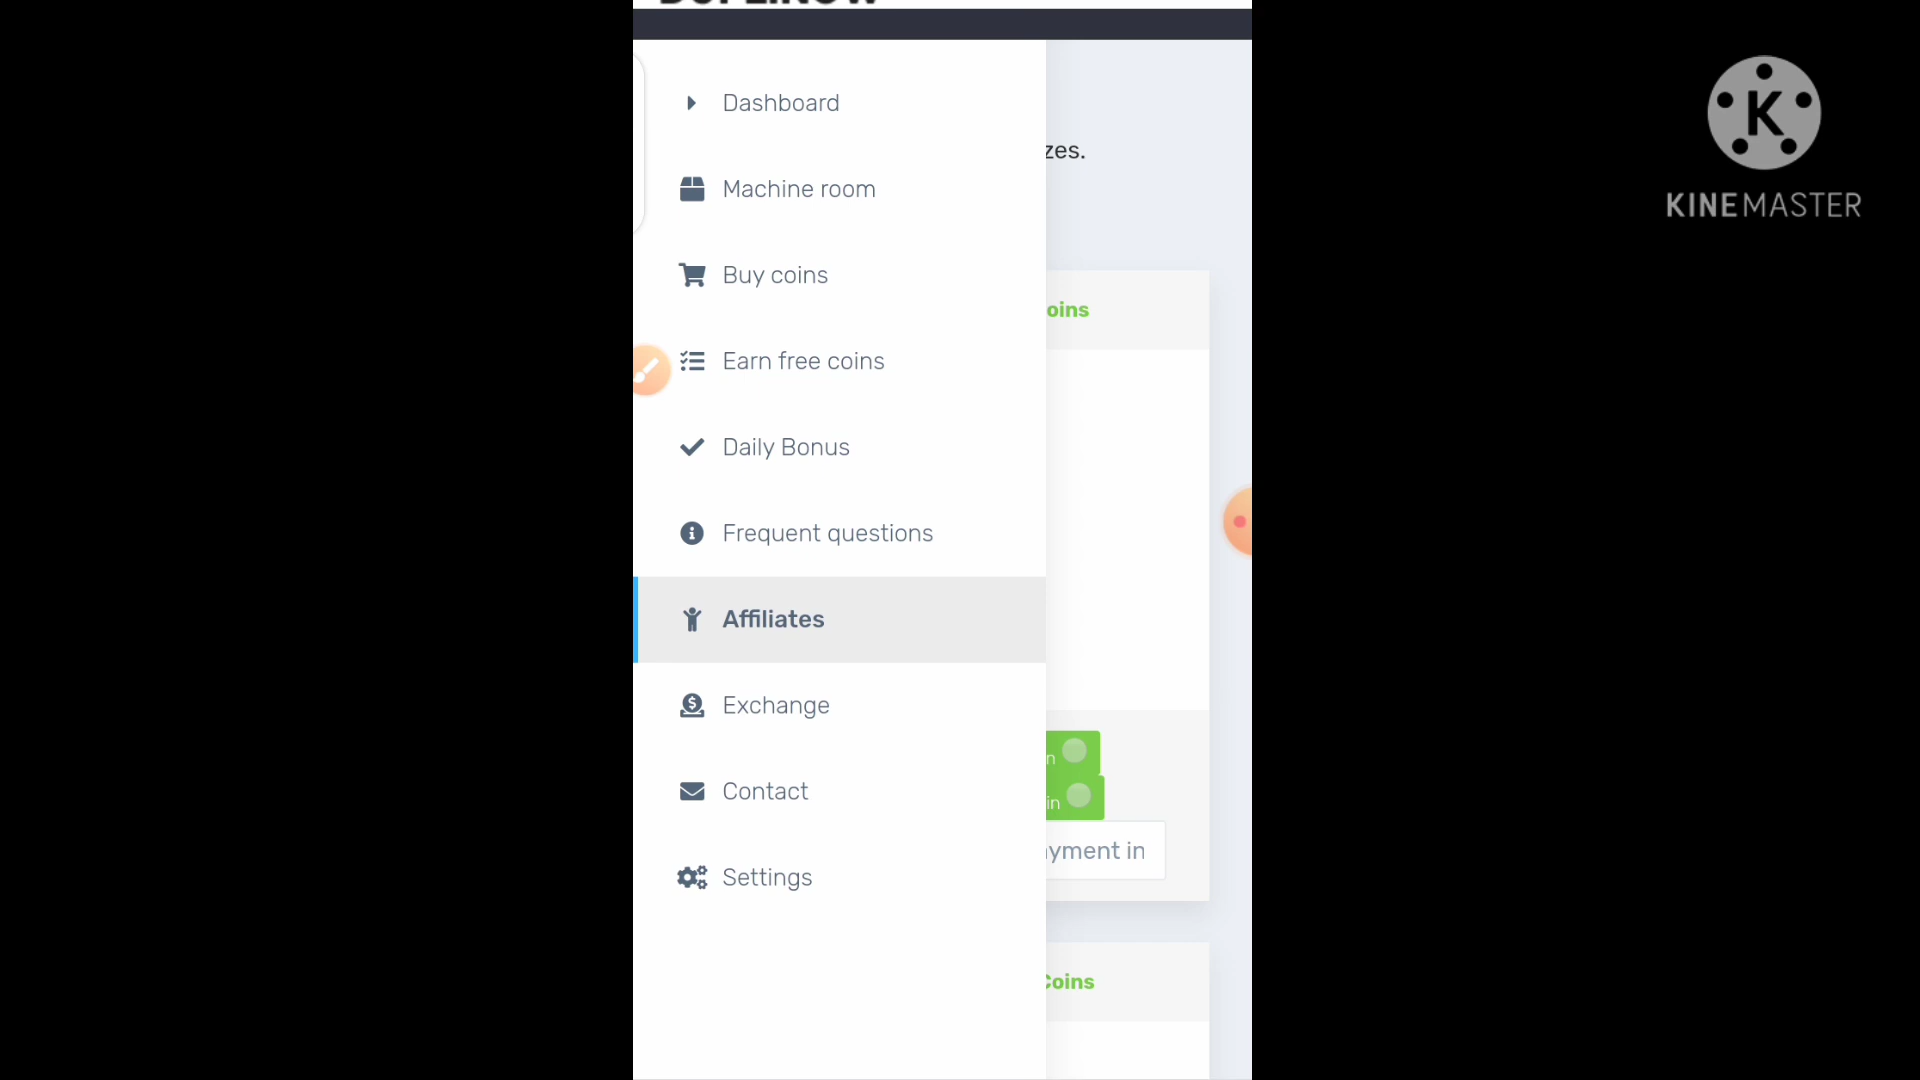 Dashboard
zes.
K
KINEMASTER
Machine room
Buy coins
oins
Earn free coins
Daily Bonus
Frequent questions
Affiliates
Exchange
n
Contact
in
yment in
Settings
Coins